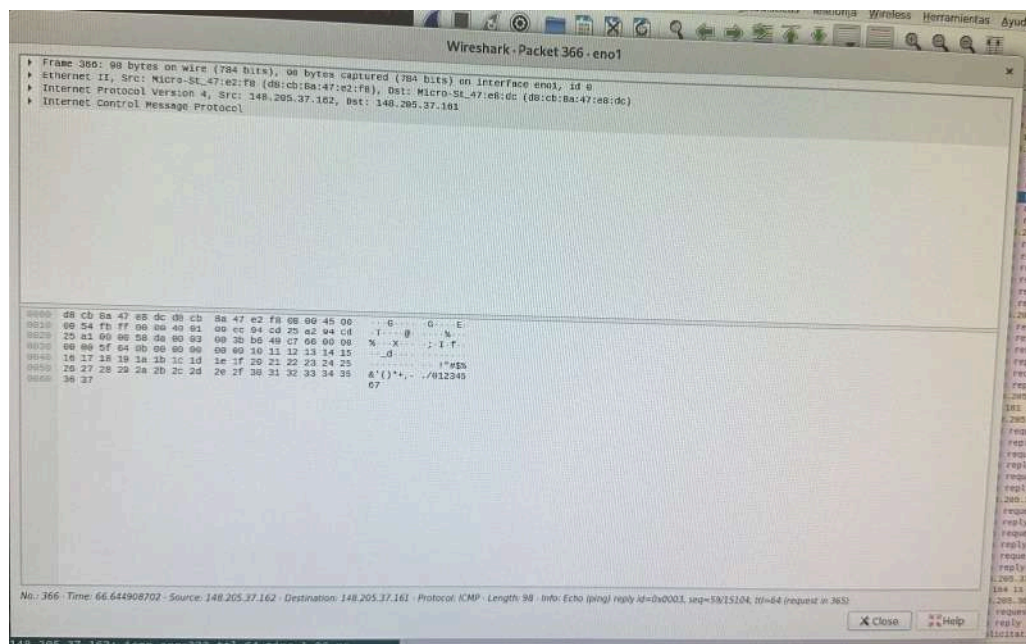 Wireless Herramientas Ayud
Wireshark · Packet 366 · eno1
Frame 366: 98 bytes on wire (784 bits), 98 bytes captured (784 bits) on interface eno1, id 0
Ethernet II, Src: Micro-St_47:e2:f8 (d8:cb:8a:47:e2:f8), Dst: Micro-St_47:e8:dc (d8:cb:8a:47:e8:dc)
Internet Protocol Version 4, Src: 148.205.37.162, Dst: 148.205.37.161
Internet Control Message Protocol
0000 d8 cb 8a 47 e8 dc d8 cb 8a 47 e2 f8 08 00 45 00 ···G·····G····E·
0010 00 54 fb ff 00 00 40 01 00 cc 94 cd 25 a2 94 cd ·T····@·····%···
0020 25 a1 00 00 58 da 00 03 00 3b b6 49 c7 66 00 00 %···X····;·I·f··
0030 00 00 5f 64 0b 00 00 00 00 00 10 11 12 13 14 15 ··_d············
0040 16 17 18 19 1a 1b 1c 1d 1e 1f 20 21 22 23 24 25 ·········· !"#$%
0050 26 27 28 29 2a 2b 2c 2d 2e 2f 30 31 32 33 34 35 &'()*+,-./012345
0060 36 37 67
No.: 366 · Time: 66.644908702 · Source: 148.205.37.162 · Destination: 148.205.37.161 · Protocol: ICMP · Length: 98 · Info: Echo (ping) reply id=0x0003, seq=59/15104, ttl=64 (request in 365)
Close Help